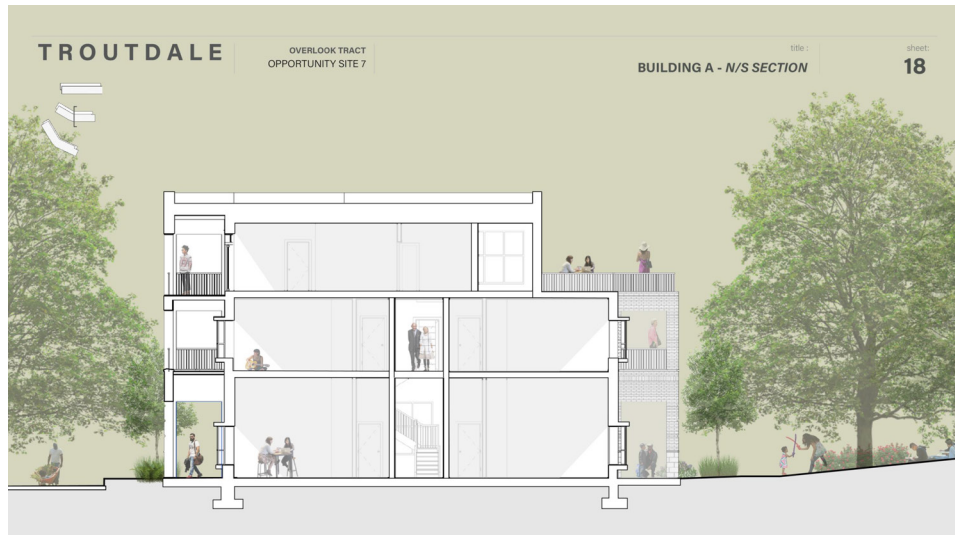 TROUTDALE
OVERLOOK TRACT
OPPORTUNITY SITE 7
title :
BUILDING A - N/S SECTION
sheet:
18